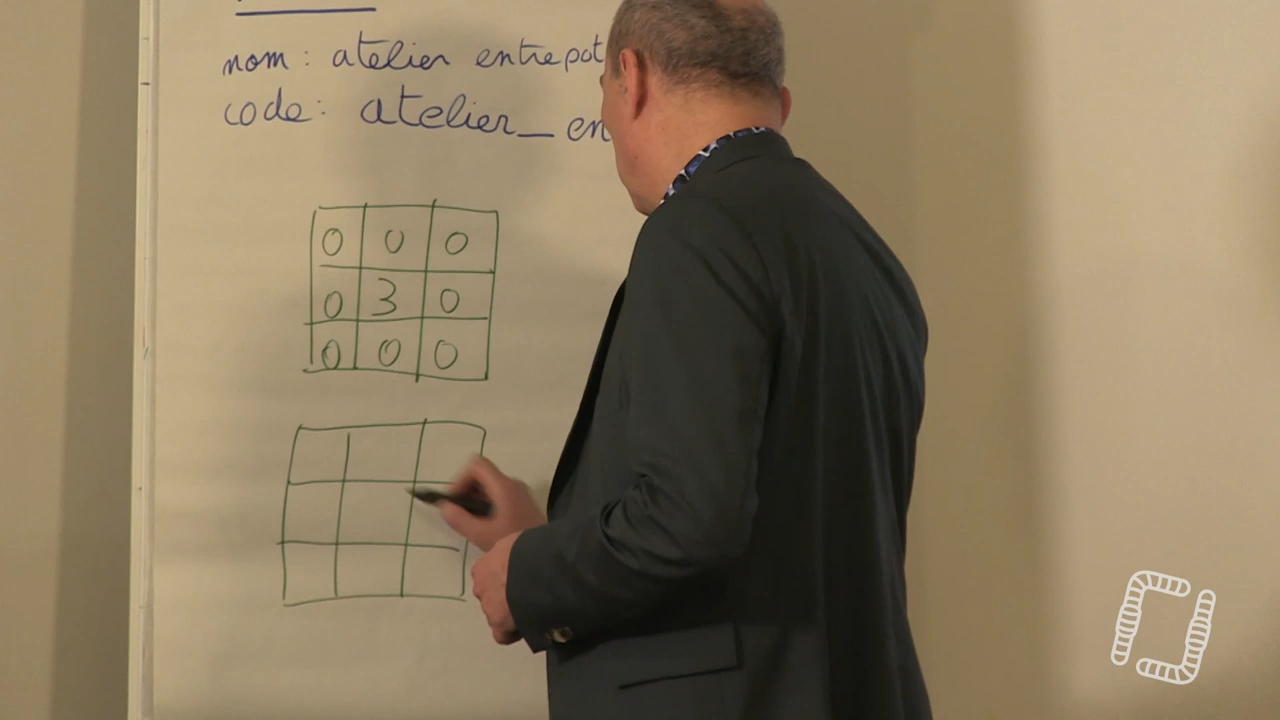 nom : atelier entrepot
code : atelier_en
0 0 0
0 3 0
0 0 0